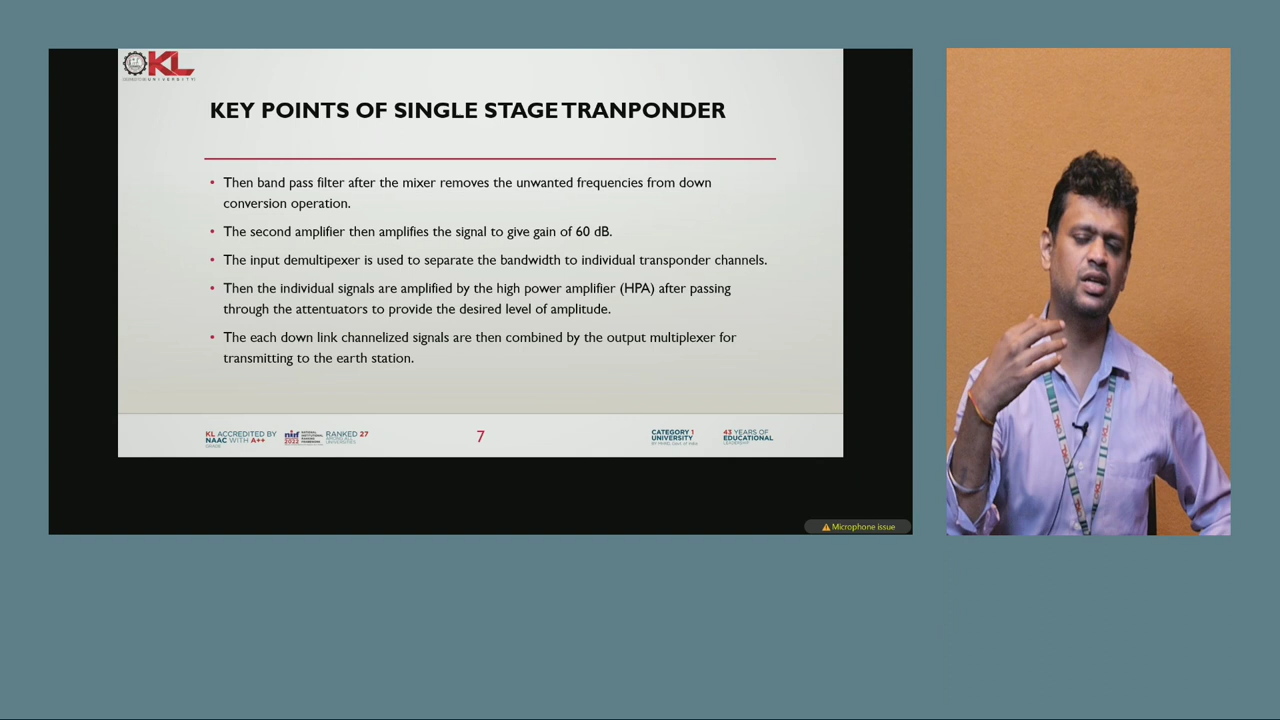 KL
UNIVERSITY
KEY POINTS OF SINGLE STAGE TRANPONDER
• Then band pass filter after the mixer removes the unwanted frequencies from down
conversion operation.
• The second amplifier then amplifies the signal to give gain of 60 dB.
• The input demultipexer is used to separate the bandwidth to individual transponder channels.
• Then the individual signals are amplified by the high power amplifier (HPA) after passing
through the attentuators to provide the desired level of amplitude.
• The each down link channelized signals are then combined by the output multiplexer for
transmitting to the earth station.
KL ACCREDITED BY
NAAC WITH A++
GRADE
nirf
2022
RANKED 27
7
CATEGORY 1
UNIVERSITY
43 YEARS OF
EDUCATIONAL
LEADERSHIP
Microphone issue